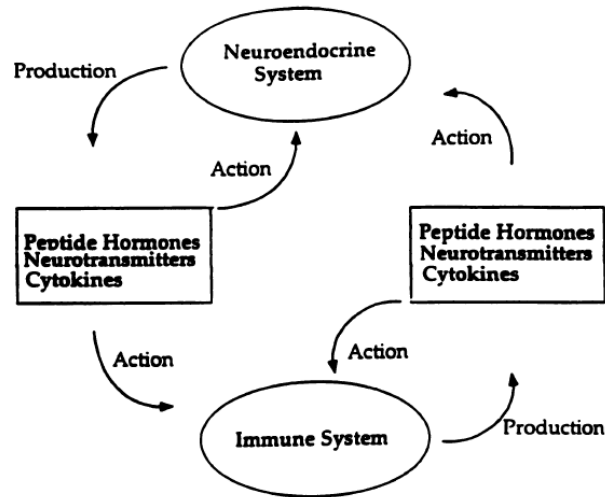 Neuroendocrine
System
Production
Action
Action
Peptide Hormones
Neurotransmitters
Cytokines
Peptide Hormones
Neurotransmitters
Cytokines
Action
Action
Immune System
Production